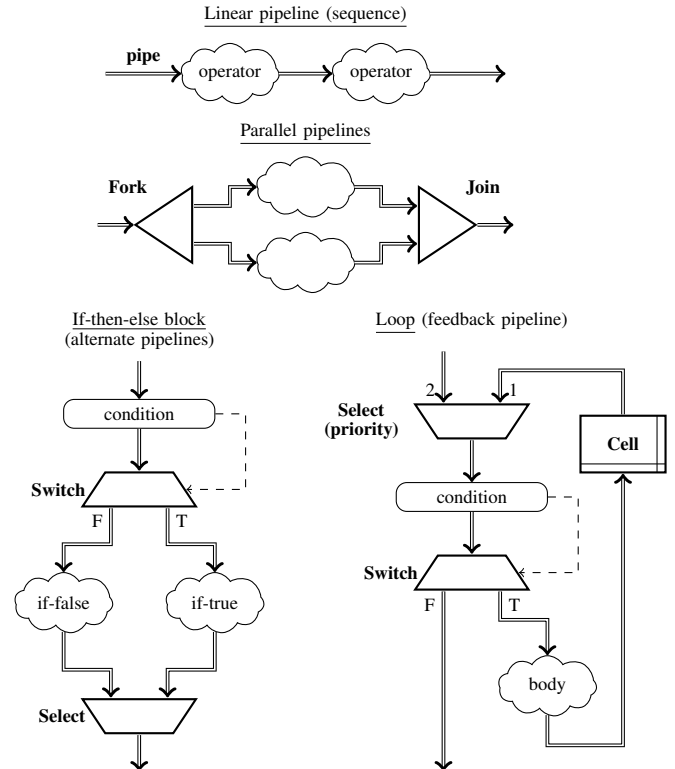 Linear pipeline (sequence)
pipe
operator
operator
Parallel pipelines
Fork
Join
If-then-else block
(alternate pipelines)
condition
Switch
F
T
if-false
if-true
Select
Loop (feedback pipeline)
2
1
Select
(priority)
Cell
condition
Switch
F
T
body